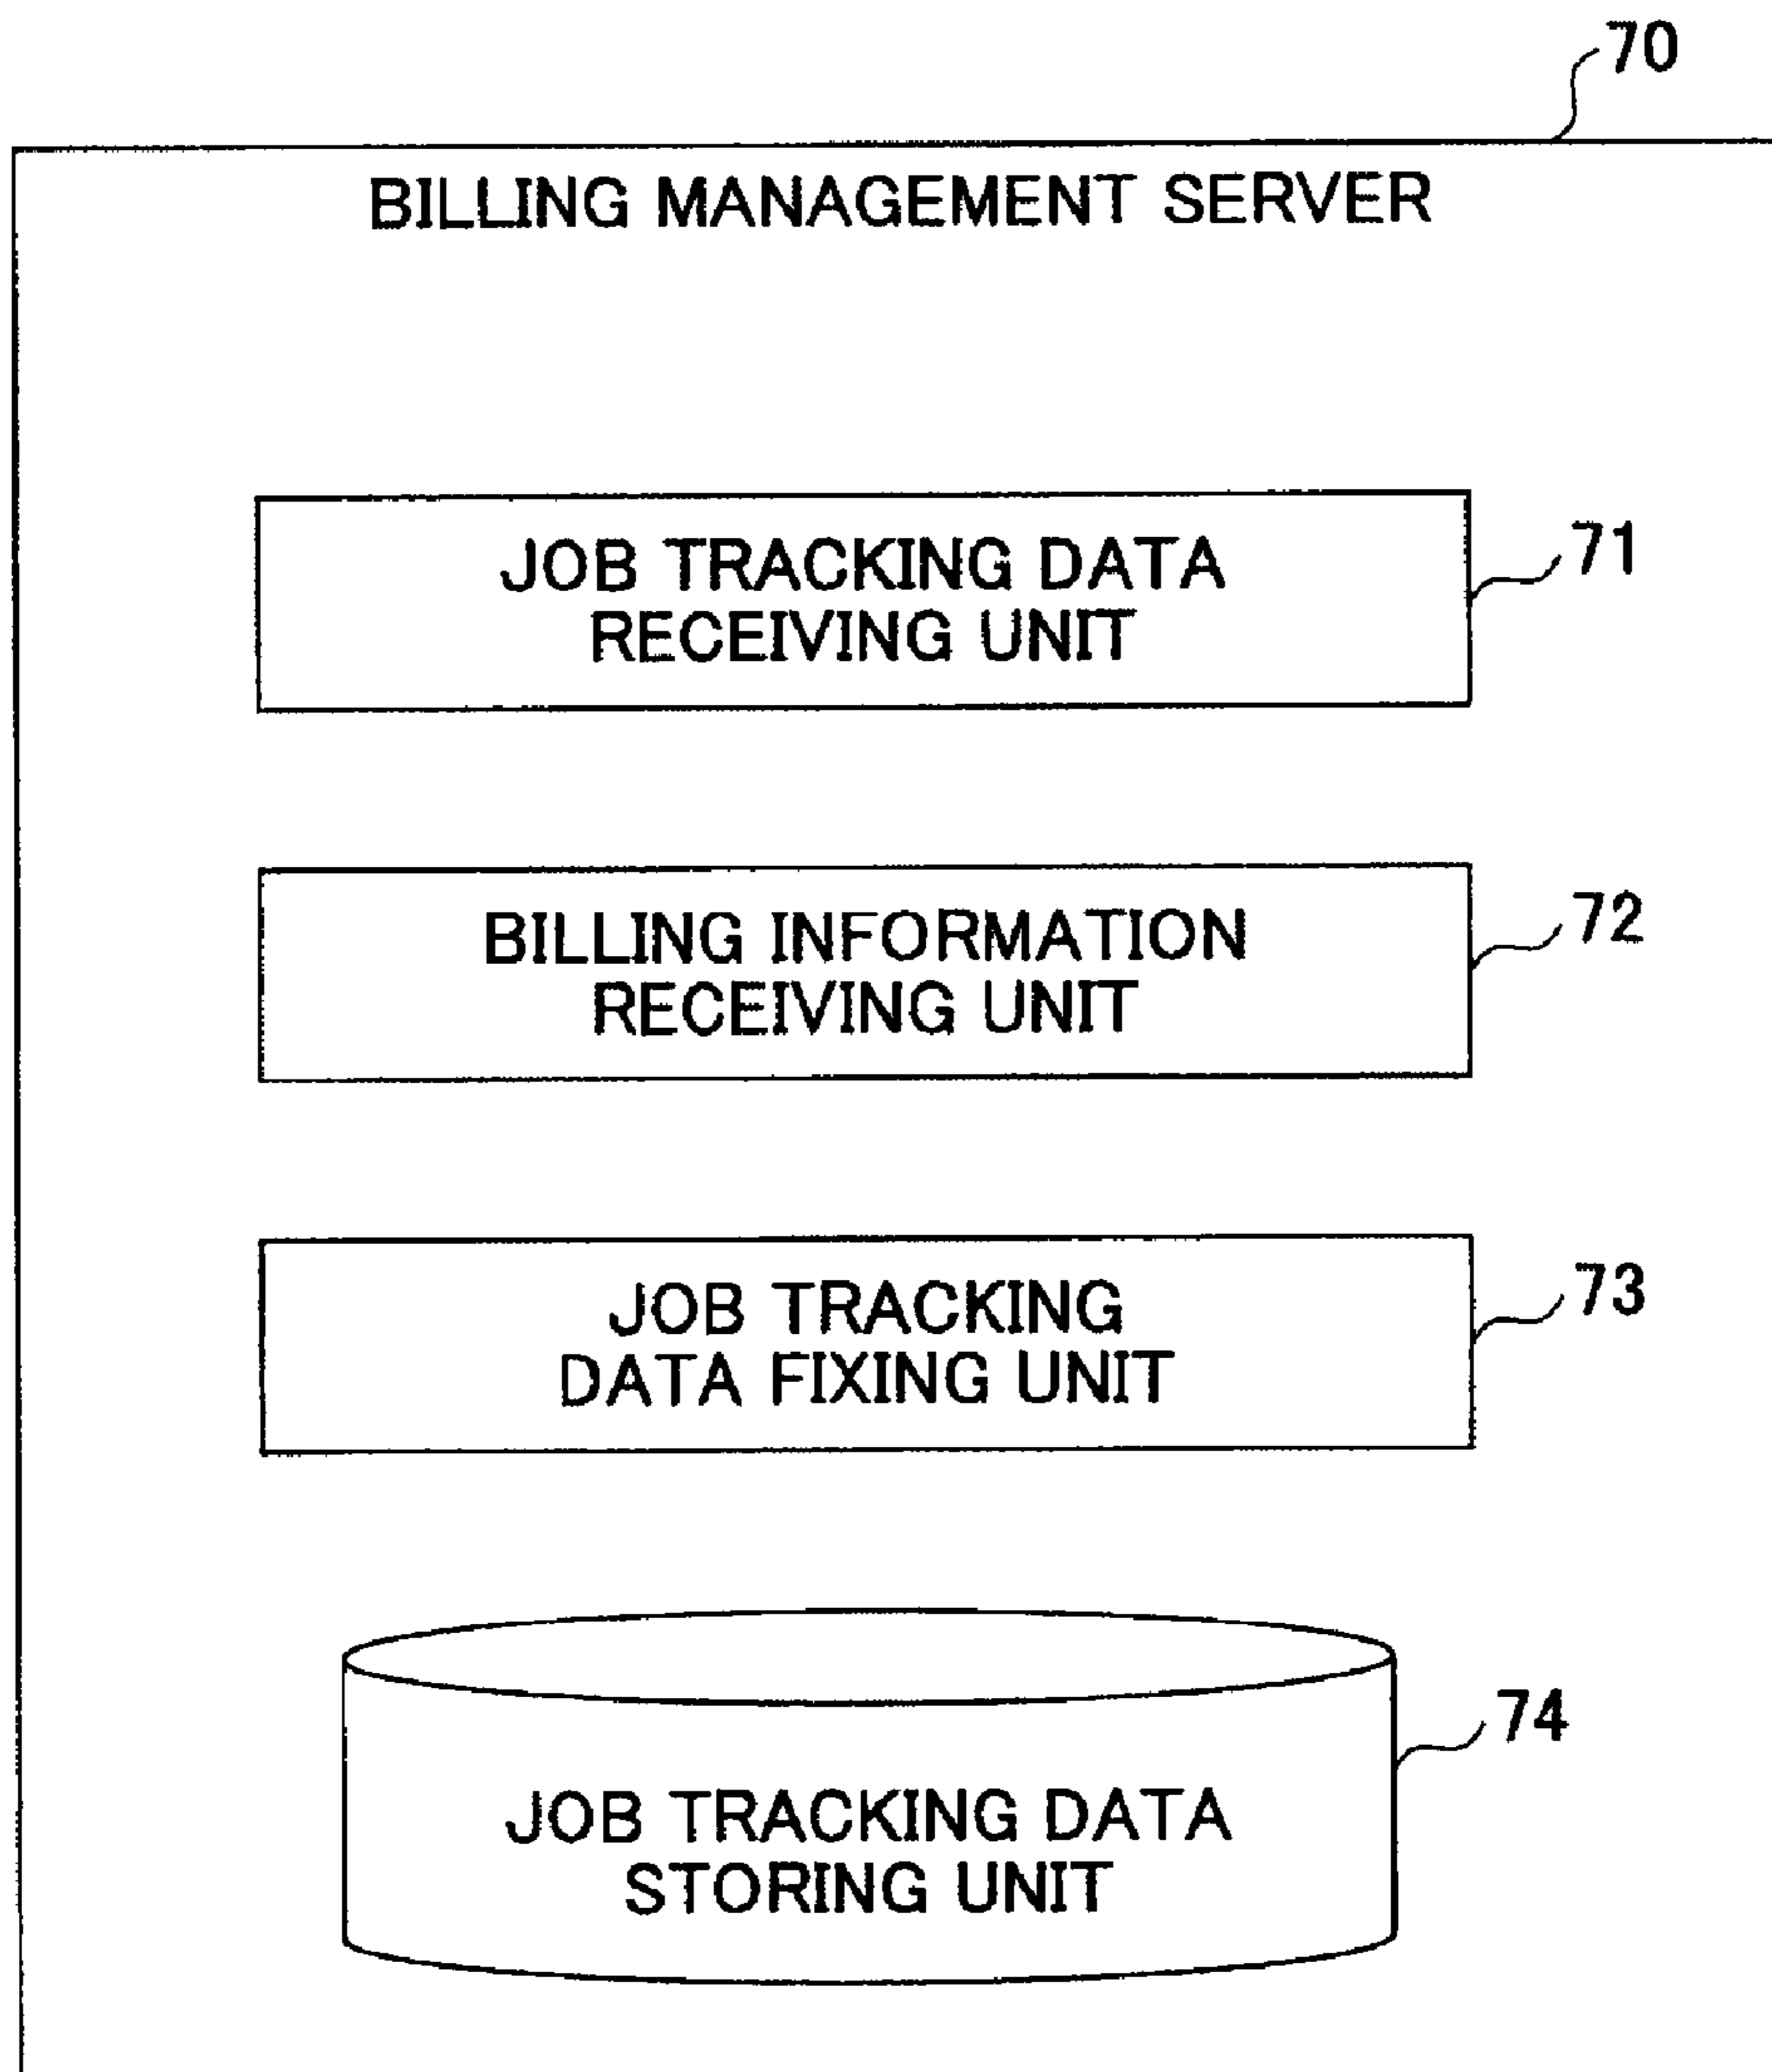 70
BILLING MANAGEMENT SERVER
JOB TRACKING DATA
RECEIVING UNIT
71
BILLING INFORMATION
RECEIVING UNIT
72
JOB TRACKING
DATA FIXING UNIT
73
JOB TRACKING DATA
STORING UNIT
74